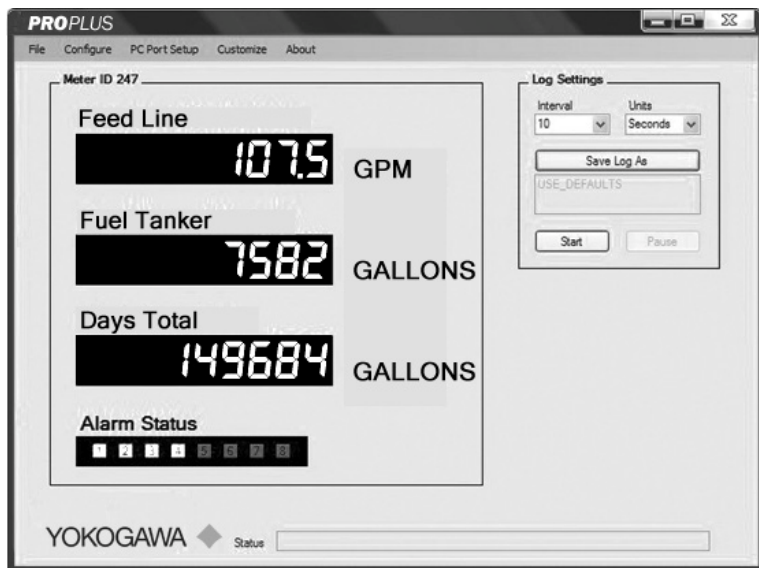 PROPLUS
File Configure PC Port Setup Customize About
Meter ID 247
Feed Line
107.5 GPM
Fuel Tanker
7582 GALLONS
Days Total
149684 GALLONS
Alarm Status
1 2 3 4 5 6 7 8
Log Settings
Interval Units
10 Seconds
Save Log As
USE_DEFAULTS
Start Pause
YOKOGAWA Status